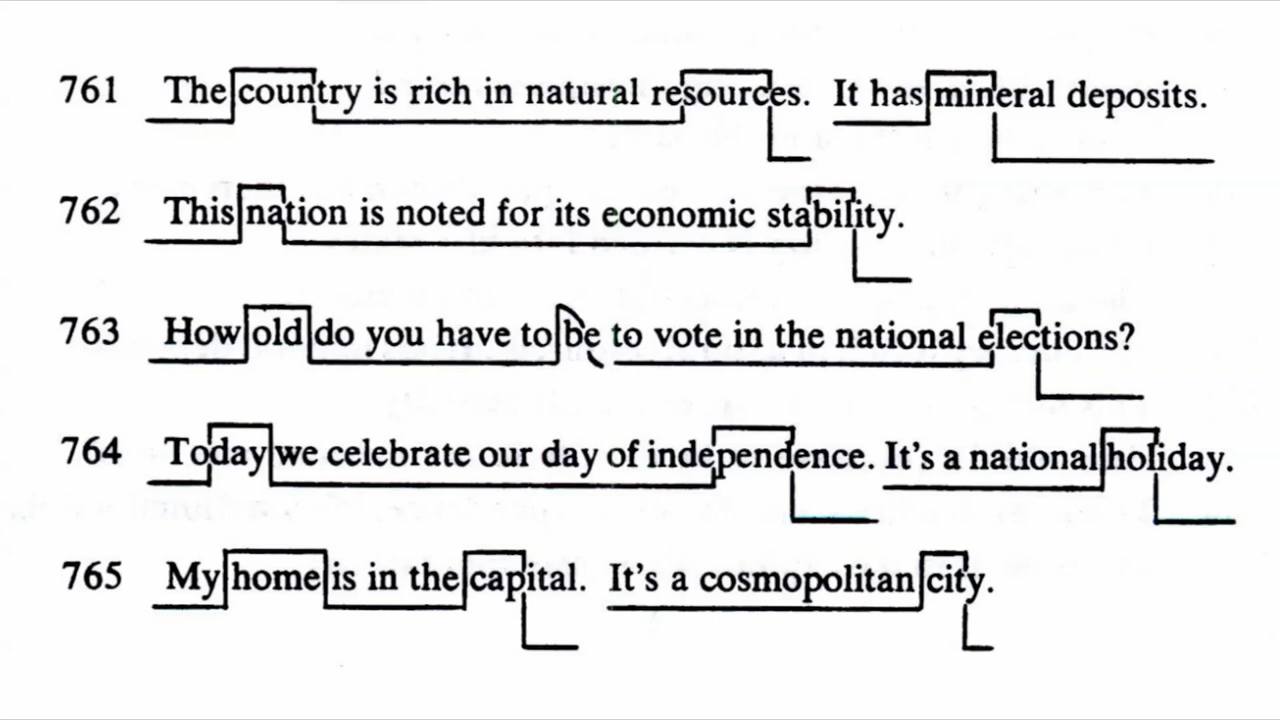 761 The country is rich in natural resources. It has mineral deposits.
762 This nation is noted for its economic stability.
763 How old do you have to be to vote in the national elections?
764 Today we celebrate our day of independence. It's a national holiday.
765 My home is in the capital. It's a cosmopolitan city.